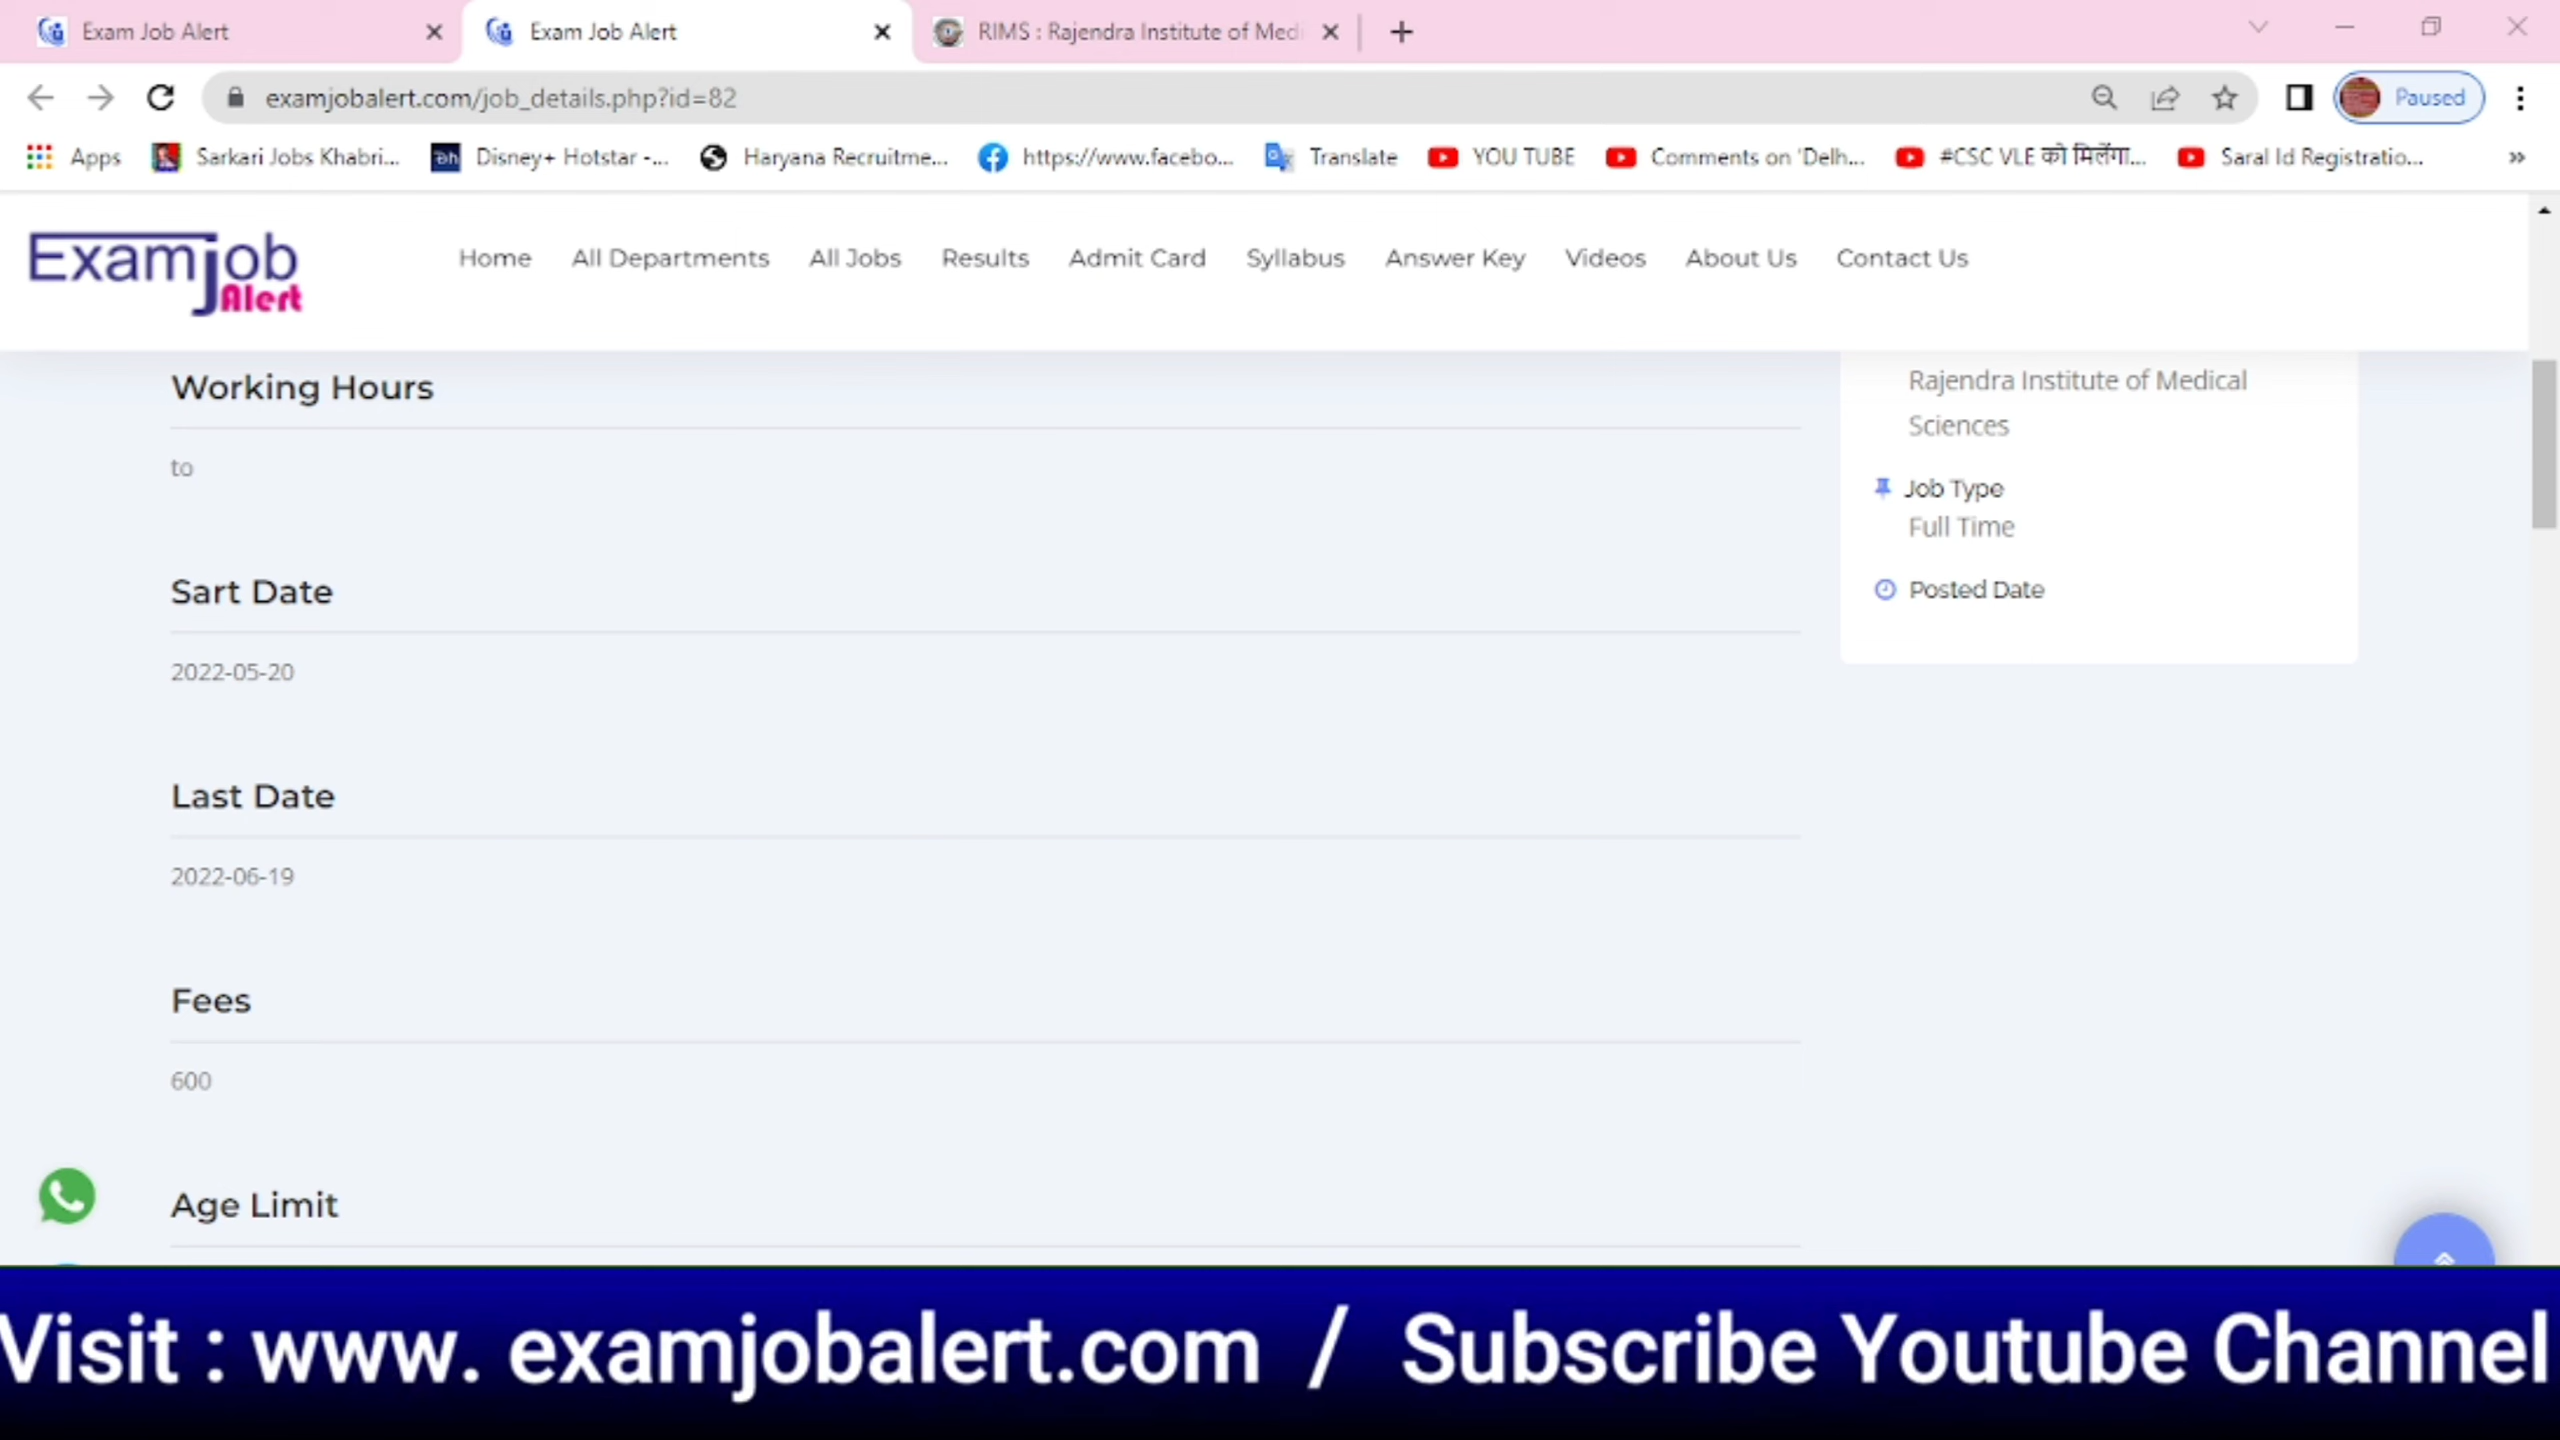 Exam Job Alert
Exam Job Alert
RIMS : Rajendra Institute of Medi
examjobalert.com/job_details.php?id=82
Paused
Apps
Sarkari Jobs Khabri...
Disney+ Hotstar -...
Haryana Recruitme...
https://www.facebo...
Translate
YOU TUBE
Comments on 'Delh...
#CSC VLE को मिलेंगा...
Saral Id Registratio...
»
Examjob
Alert
Home
All Departments
All Jobs
Results
Admit Card
Syllabus
Answer Key
Videos
About Us
Contact Us
Working Hours
to
Sart Date
2022-05-20
Last Date
2022-06-19
Fees
600
Age Limit
Rajendra Institute of Medical
Sciences
Job Type
Full Time
Posted Date
Visit : www. examjobalert.com / Subscribe Youtube Channel